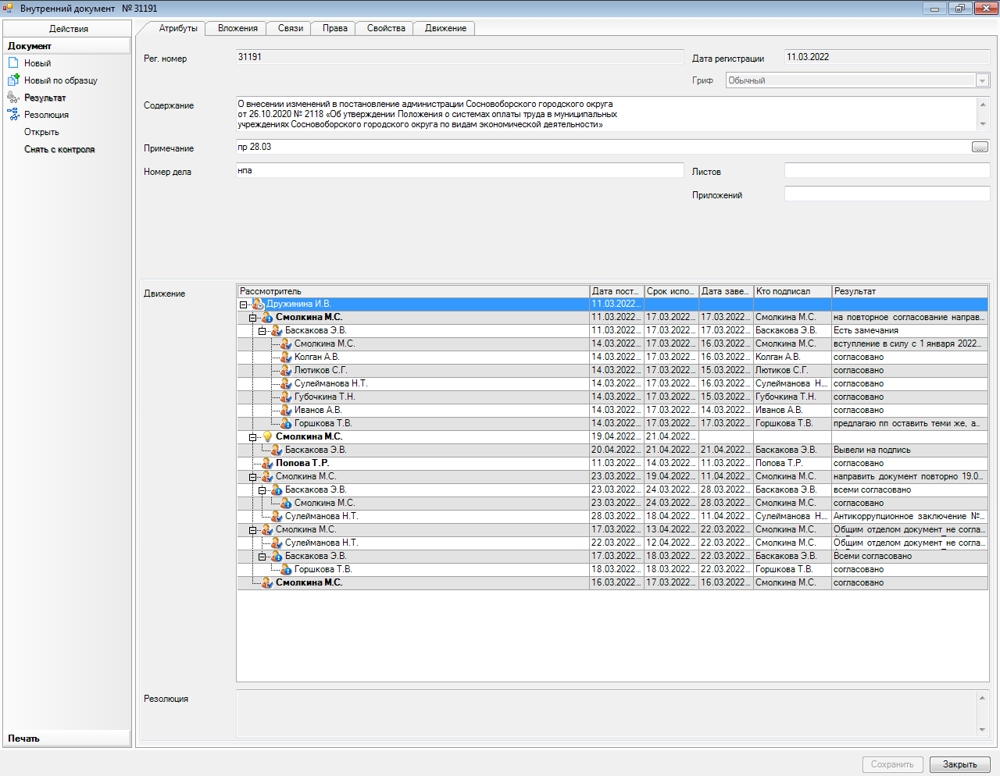 Внутренний документ № 31191
Действия
Документ
Новый
Новый по образцу
Результат
Резолюция
Открыть
Снять с контроля
Печать
Атрибуты Вложения Связи Права Свойства Движение
Рег. номер 31191 Дата регистрации 11.03.2022
Гриф Обычный
Содержание
О внесении изменений в постановление администрации Сосновоборского городского округа
от 26.10.2020 № 2118 «Об утверждении Положения о системах оплаты труда в муниципальных
учреждениях Сосновоборского городского округа по видам экономической деятельности»
Примечание пр 28.03 ...
Номер дела нпа Листов
Приложений
Движение
Рассмотритель Дата пост... Срок испо... Дата заве... Кто подписал Результат
Дружинина И.В. 11.03.2022...
Смолкина М.С. 11.03.2022... 17.03.2022... 17.03.2022... Смолкина М.С. на повторное согласование направ...
Баскакова Э.В. 11.03.2022... 17.03.2022... 17.03.2022... Баскакова Э.В. Есть замечания
Смолкина М.С. 14.03.2022... 17.03.2022... 16.03.2022... Смолкина М.С. вступление в силу с 1 января 2022...
Колган А.В. 14.03.2022... 17.03.2022... 16.03.2022... Колган А.В. согласовано
Лютиков С.Г. 14.03.2022... 17.03.2022... 15.03.2022... Лютиков С.Г. согласовано
Сулейманова Н.Т. 14.03.2022... 17.03.2022... 16.03.2022... Сулейманова Н.... согласовано
Губочкина Т.Н. 14.03.2022... 17.03.2022... 15.03.2022... Губочкина Т.Н. согласовано
Иванов А.В. 14.03.2022... 17.03.2022... 14.03.2022... Иванов А.В. согласовано
Горшкова Т.В. 14.03.2022... 17.03.2022... 17.03.2022... Горшкова Т.В. предлагаю пп оставить теми же, а...
Смолкина М.С. 19.04.2022... 21.04.2022...
Баскакова Э.В. 20.04.2022... 21.04.2022... 21.04.2022... Баскакова Э.В. Вывели на подпись
Попова Т.Р. 11.03.2022... 14.03.2022... 11.03.2022... Попова Т.Р. согласовано
Смолкина М.С. 23.03.2022... 19.04.2022... 11.04.2022... Смолкина М.С. направить документ повторно 19.0...
Баскакова Э.В. 23.03.2022... 24.03.2022... 28.03.2022... Баскакова Э.В. всеми согласовано
Смолкина М.С. 23.03.2022... 24.03.2022... 28.03.2022... Смолкина М.С. согласовано
Сулейманова Н.Т. 28.03.2022... 18.04.2022... 11.04.2022... Сулейманова Н.... Антикоррупционное заключение №...
Смолкина М.С. 17.03.2022... 13.04.2022... 22.03.2022... Смолкина М.С. Общим отделом документ не согла...
Сулейманова Н.Т. 22.03.2022... 12.04.2022... 22.03.2022... Смолкина М.С. Общим отделом документ не согла...
Баскакова Э.В. 17.03.2022... 18.03.2022... 22.03.2022... Баскакова Э.В. Всеми согласовано
Горшкова Т.В. 18.03.2022... 18.03.2022... 22.03.2022... Горшкова Т.В. согласовано
Смолкина М.С. 16.03.2022... 17.03.2022... 16.03.2022... Смолкина М.С. согласовано
Резолюция
Сохранить Закрыть